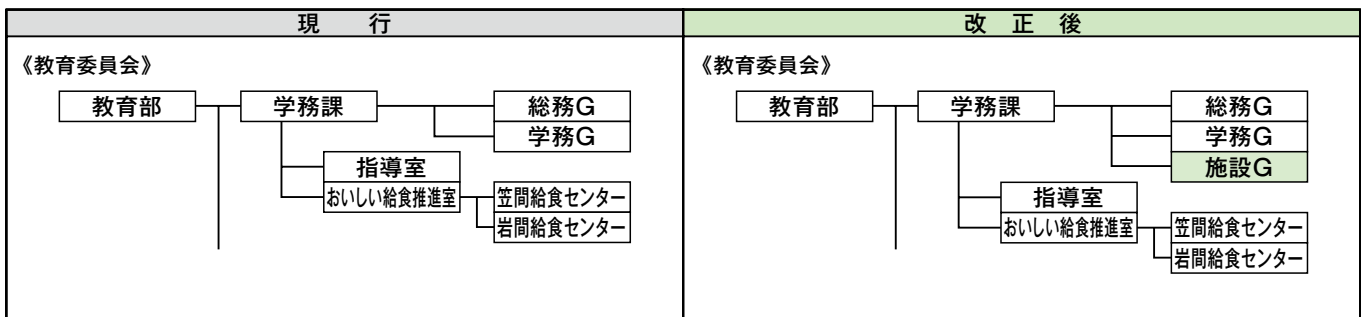 現　行
《教育委員会》
教育部
学務課
総務G
学務G
指導室
おいしい給食推進室
笠間給食センター
岩間給食センター
改　正　後
《教育委員会》
教育部
学務課
総務G
学務G
施設G
指導室
おいしい給食推進室
笠間給食センター
岩間給食センター